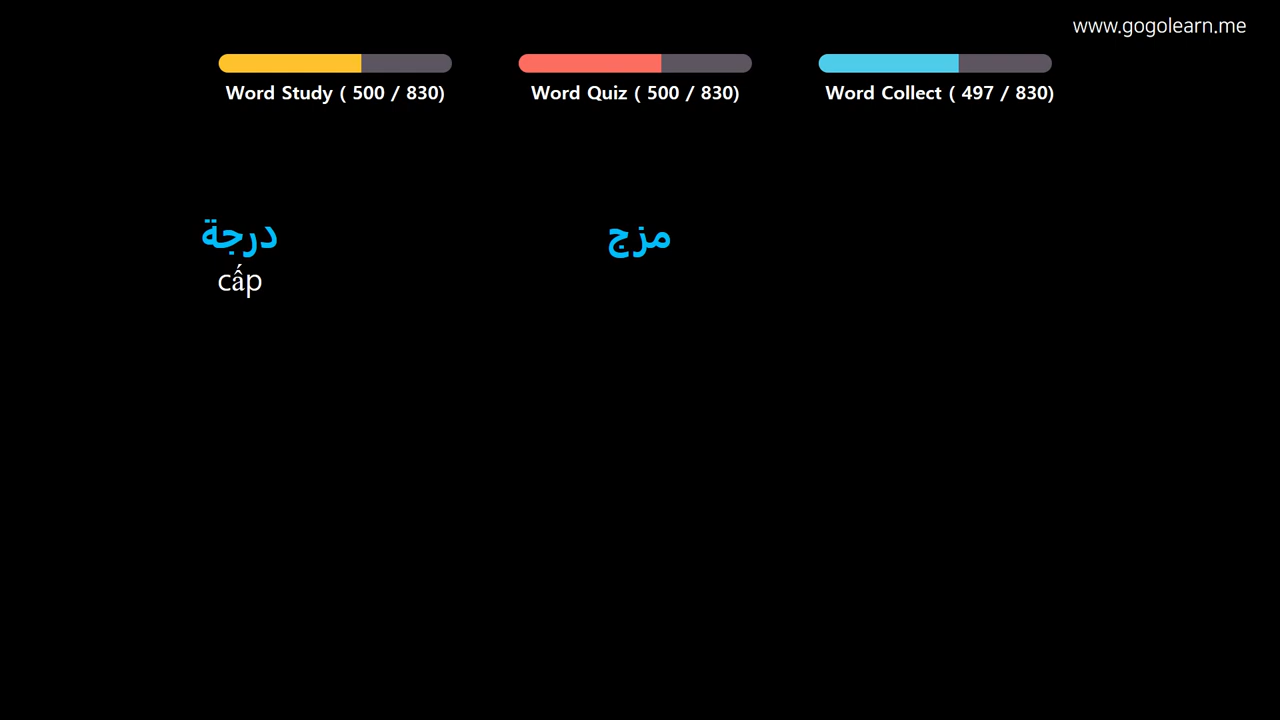 www.gogolearn.me
Word Study ( 500 / 830)
Word Quiz ( 500 / 830)
Word Collect ( 497 / 830)
درجة
cấp
مزج